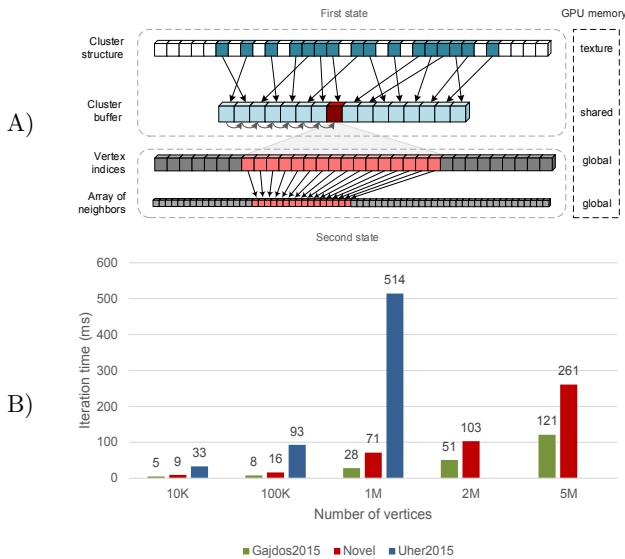 First state
GPU memory
Cluster structure
texture
A)
Cluster buffer
shared
Vertex indices
global
Array of neighbors
global
Second state
B)
Iteration time (ms)
600
500
400
300
200
100
0
5 9 33
8 16 93
28 71 514
51 103
121 261
10K 100K 1M 2M 5M
Number of vertices
Gajdos2015 Novel Uher2015